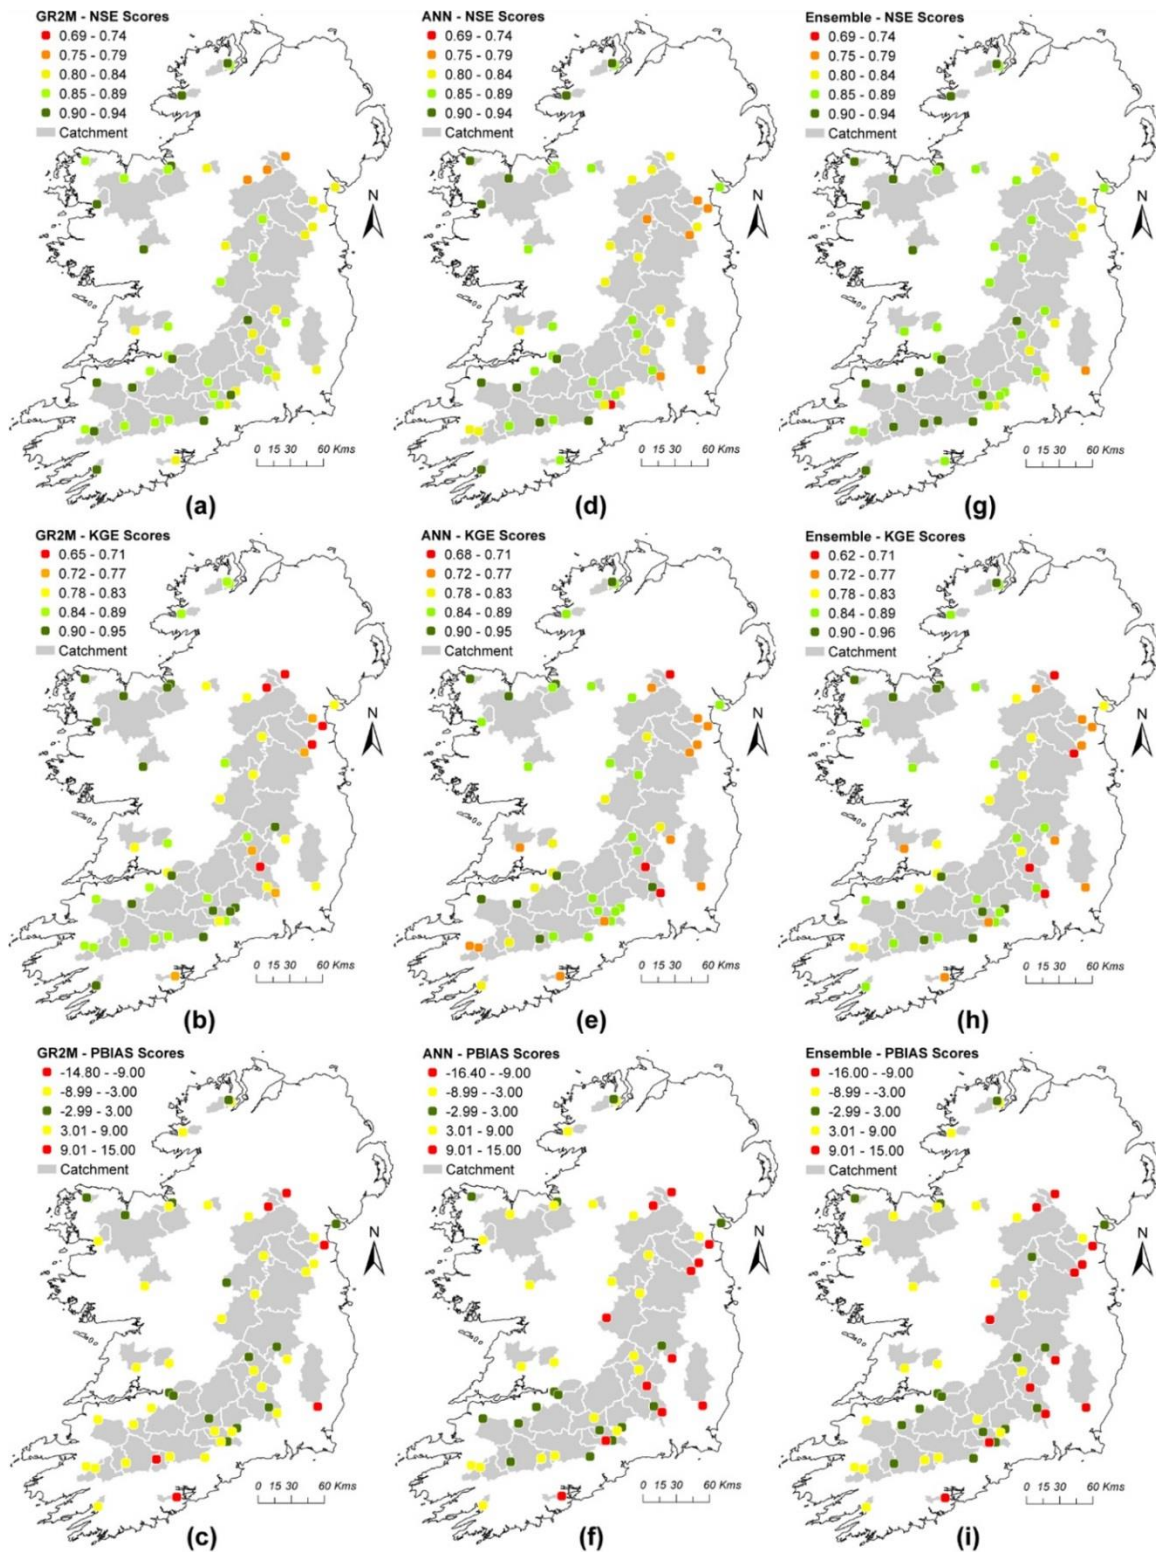 GR2M - NSE Scores
0.69 - 0.74
0.75 - 0.79
0.80 - 0.84
0.85 - 0.89
0.90 - 0.94
Catchment
N
0 15 30 60 Kms
(a)
ANN - NSE Scores
0.69 - 0.74
0.75 - 0.79
0.80 - 0.84
0.85 - 0.89
0.90 - 0.94
Catchment
N
0 15 30 60 Kms
(d)
Ensemble - NSE Scores
0.69 - 0.74
0.75 - 0.79
0.80 - 0.84
0.85 - 0.89
0.90 - 0.94
Catchment
N
0 15 30 60 Kms
(g)
GR2M - KGE Scores
0.65 - 0.71
0.72 - 0.77
0.78 - 0.83
0.84 - 0.89
0.90 - 0.95
Catchment
N
0 15 30 60 Kms
(b)
ANN - KGE Scores
0.68 - 0.71
0.72 - 0.77
0.78 - 0.83
0.84 - 0.89
0.90 - 0.95
Catchment
N
0 15 30 60 Kms
(e)
Ensemble - KGE Scores
0.62 - 0.71
0.72 - 0.77
0.78 - 0.83
0.84 - 0.89
0.90 - 0.96
Catchment
N
0 15 30 60 Kms
(h)
GR2M - PBIAS Scores
-14.80 - -9.00
-8.99 - -3.00
-2.99 - 3.00
3.01 - 9.00
9.01 - 15.00
Catchment
N
0 15 30 60 Kms
(c)
ANN - PBIAS Scores
-16.40 - -9.00
-8.99 - -3.00
-2.99 - 3.00
3.01 - 9.00
9.01 - 15.00
Catchment
N
0 15 30 60 Kms
(f)
Ensemble - PBIAS Scores
-16.00 - -9.00
-8.99 - -3.00
-2.99 - 3.00
3.01 - 9.00
9.01 - 15.00
Catchment
N
0 15 30 60 Kms
(i)